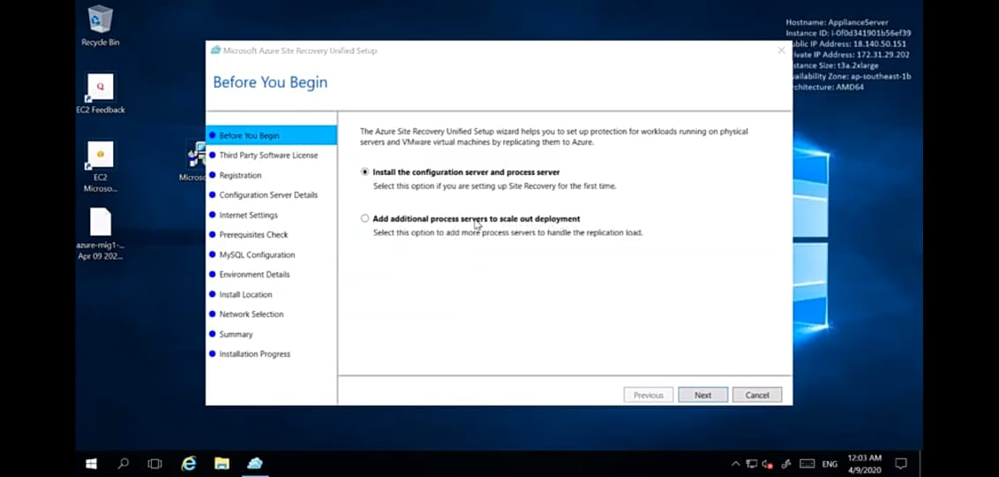 Recycle Bin
EC2 Feedback
EC2
Microso...
azure-mig1-...
Apr 09 202...
Microso
Hostname: ApplianceServer
Instance ID: i-0f0d341901b56ef39
ublic IP Address: 18.140.50.151
ivate IP Address: 172.31.29.202
stance Size: t3a.2xlarge
vailability Zone: ap-southeast-1b
rchitecture: AMD64
Microsoft Azure Site Recovery Unified Setup
Before You Begin
Before You Begin
Third Party Software License
Registration
Configuration Server Details
Internet Settings
Prerequisites Check
MySQL Configuration
Environment Details
Install Location
Network Selection
Summary
Installation Progress
The Azure Site Recovery Unified Setup wizard helps you to set up protection for workloads running on physical
servers and VMware virtual machines by replicating them to Azure.
Install the configuration server and process server
Select this option if you are setting up Site Recovery for the first time.
Add additional process servers to scale out deployment
Select this option to add more process servers to handle the replication load.
Previous
Next
Cancel
ENG
12:03 AM
4/9/2020